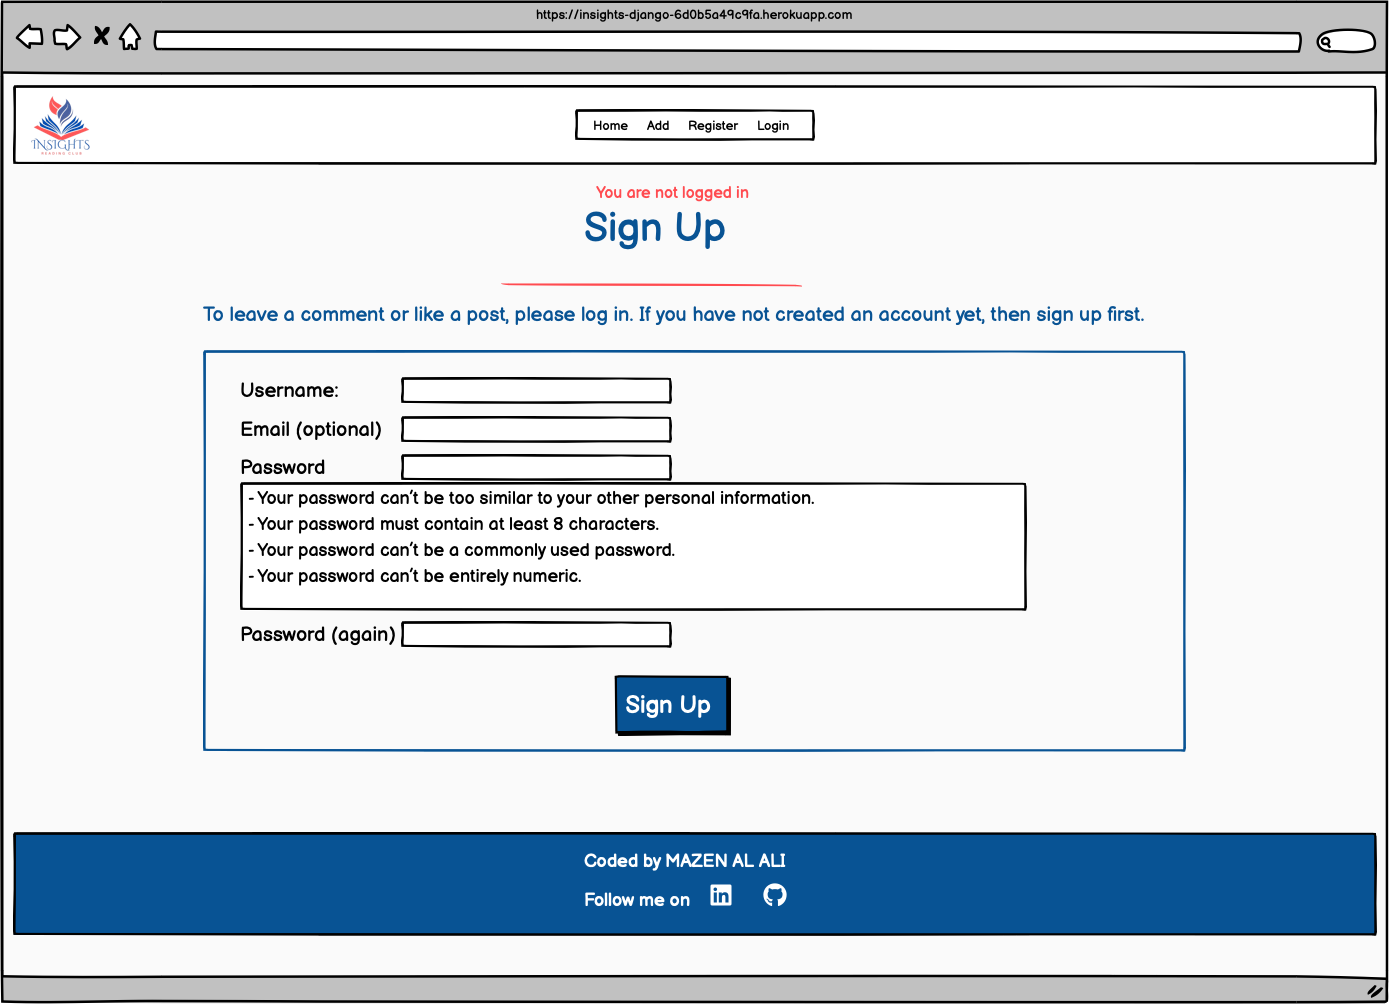 https://insights-django-6d0b5a49c9fa.herokuapp.com
INSIGHTS
READING CLUB
Home Add Register Login
You are not logged in
Sign Up
To leave a comment or like a post, please log in. If you have not created an account yet, then sign up first.
Username:
Email (optional)
Password
- Your password can't be too similar to your other personal information.
- Your password must contain at least 8 characters.
- Your password can't be a commonly used password.
- Your password can't be entirely numeric.
Password (again)
Sign Up
Coded by MAZEN AL ALI
Follow me on in